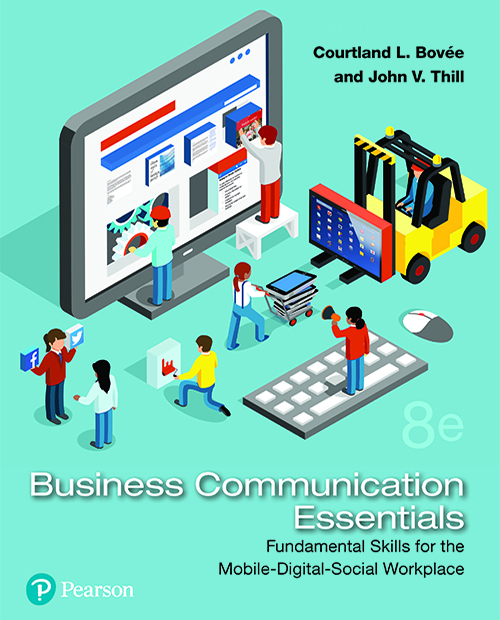 Courtland L. Bovée
and John V. Thill
8e
Business Communication
Essentials
Fundamental Skills for the
Mobile-Digital-Social Workplace
P Pearson